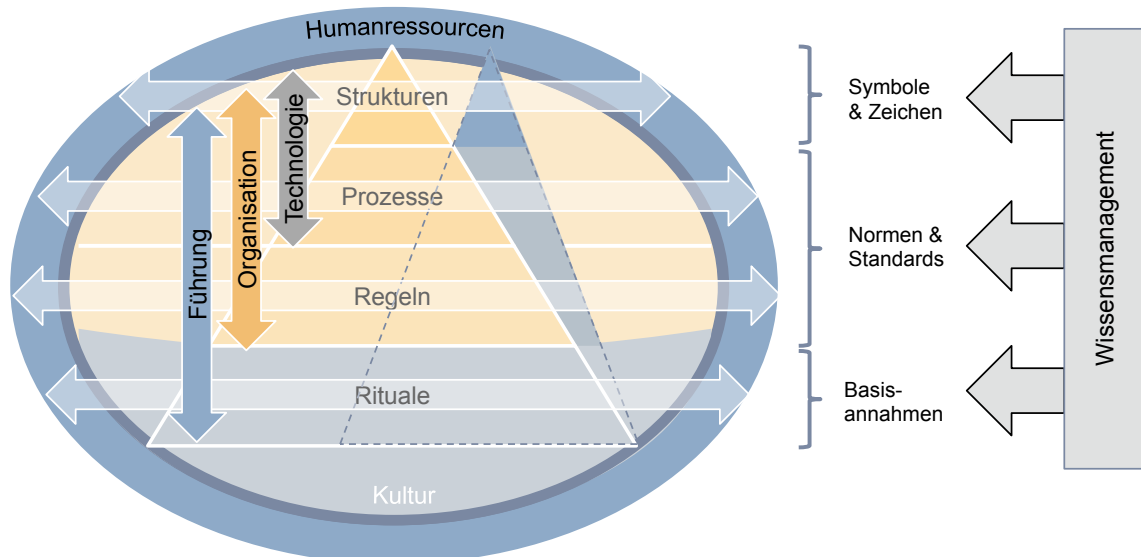 Humanressourcen
Strukturen
Prozesse
Regeln
Rituale
Kultur
Führung
Organisation
Technologie
Symbole
& Zeichen
Normen &
Standards
Basis-
annahmen
Wissensmanagement